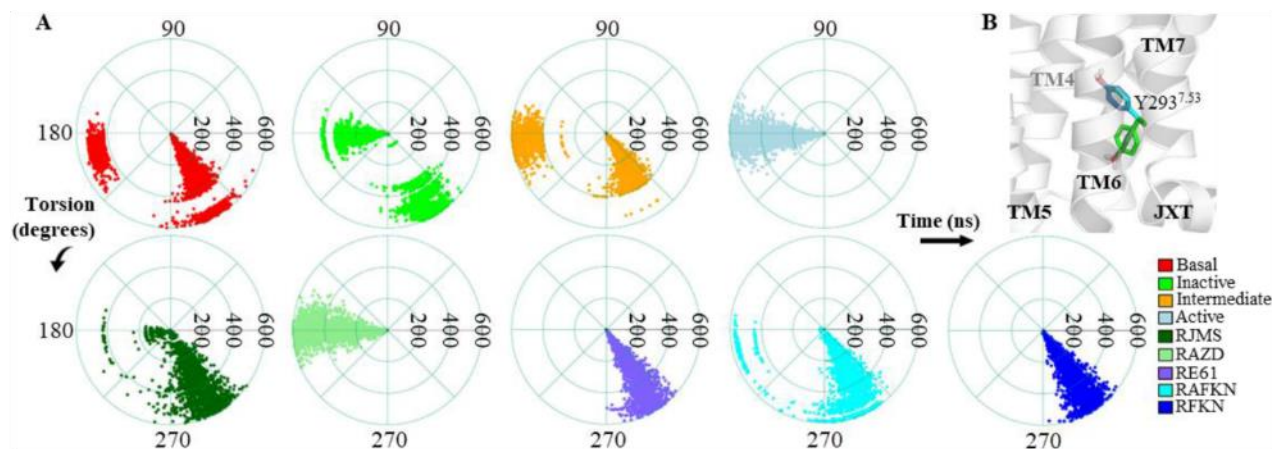 A
90
90
90
90
B
TM7
TM4
Y293^7.53
TM6
TM5
JXT
180
200 400 600
200 400 600
200 400 600
200 400 600
Torsion
(degrees)
Time (ns)
180
200 400 600
200 400 600
200 400 600
200 400 600
200 400 600
270
270
270
270
270
Basal
Inactive
Intermediate
Active
RJMS
RAZD
RE61
RAFKN
RFKN